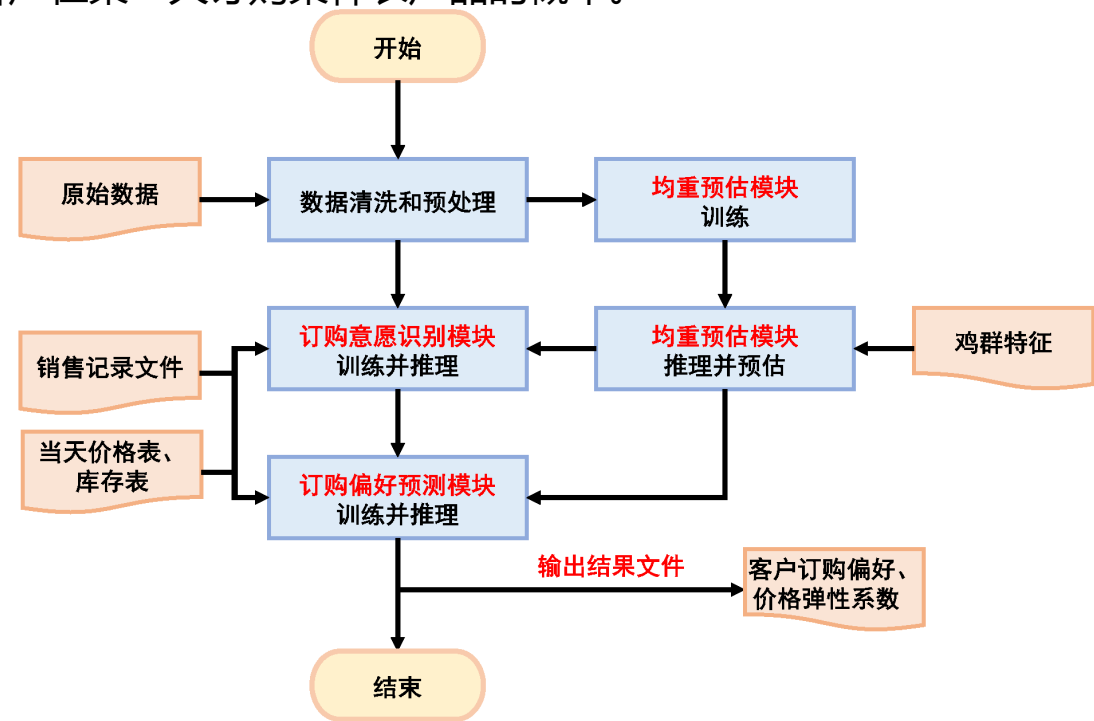 开始
原始数据
数据清洗和预处理
均重预估模块
训练
销售记录文件
订购意愿识别模块
训练并推理
均重预估模块
推理并预估
鸡群特征
当天价格表、
库存表
订购偏好预测模块
训练并推理
输出结果文件
客户订购偏好、
价格弹性系数
结束